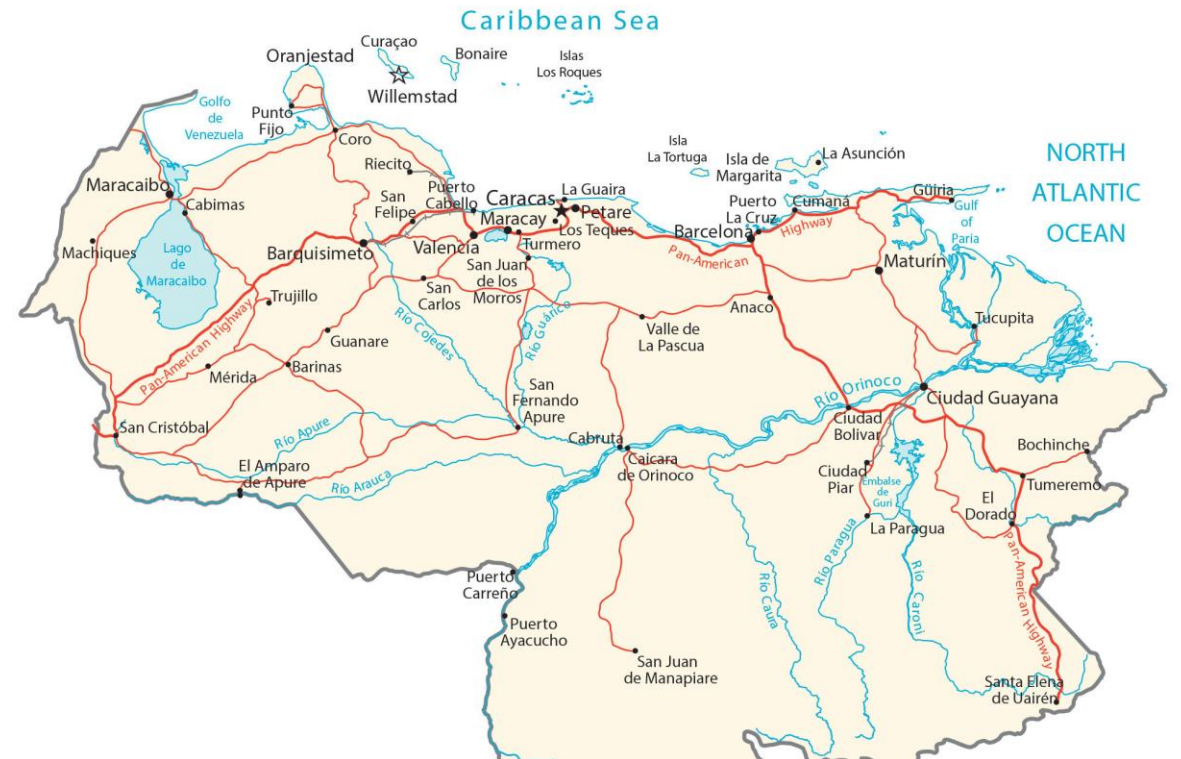 Caribbean Sea
Curaçao
Oranjestad
Bonaire
Islas
Los Roques
Willemstad
Golfo
de
Venezuela
Punto
Fijo
Coro
Isla
La Tortuga
Isla de
Margarita
La Asunción
NORTH
ATLANTIC
OCEAN
Riecito
Maracaibo
Cabimas
San
Felipe
Puerto
Cabello
Caracas
La Guaira
Petare
Maracay
Los Teques
Puerto
La Cruz
Cumaná
Güiria
Gulf
of
Paria
Machiques
Lago
de
Maracaibo
Barquisimeto
Valencia
Turmero
Barcelona
Highway
Pan-American
San Juan
de los
Morros
Maturín
San
Carlos
Trujillo
Anaco
Pan-American Highway
Río Cojedes
Río Guárico
Valle de
La Pascua
Tucupita
Guanare
Mérida
Barinas
San
Fernando
Apure
Río Orinoco
Ciudad Guayana
Ciudad
Bolivar
San Cristóbal
Río Apure
Cabruta
Caicara
de Orinoco
Bochinche
El Amparo
de Apure
Río Arauca
Ciudad
Piar
Embalse
de
Guri
Tumeremo
El
Dorado
La Paragua
Pan-American Highway
Puerto
Carreño
Río Caura
Río Paragua
Río Caroni
Puerto
Ayacucho
San Juan
de Manapiare
Santa Elena
de Uairén